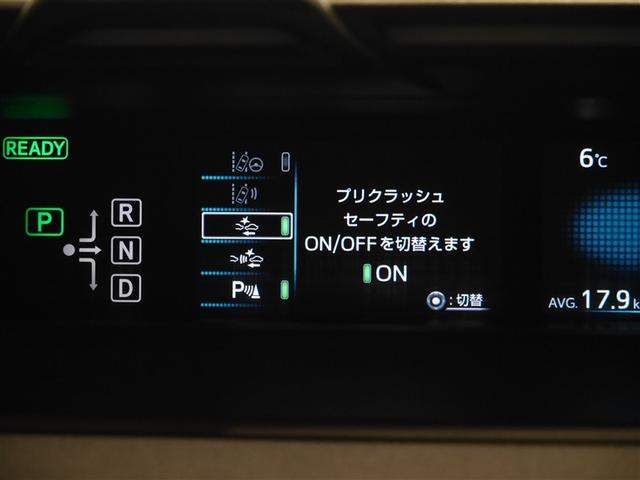 READY
P
R
N
D
P
プリクラッシュ
セーフティの
ON/OFFを切替えます
ON
:切替
6℃
AVG. 17.9k